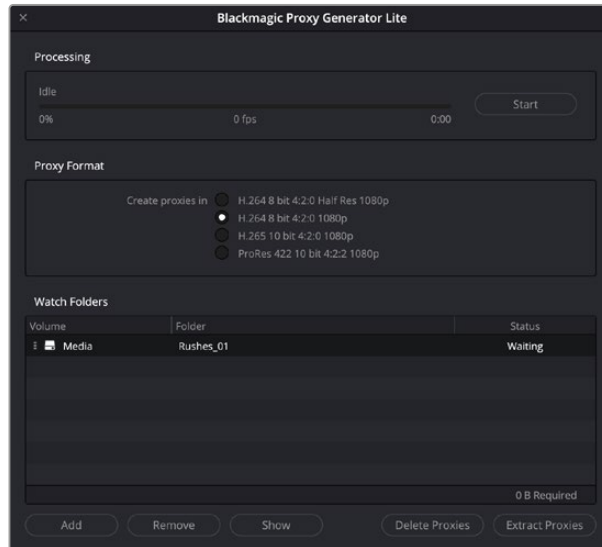 Blackmagic Proxy Generator Lite
Processing
Idle
Start
0% 0 fps 0:00
Proxy Format
Create proxies in H.264 8 bit 4:2:0 Half Res 1080p
H.264 8 bit 4:2:0 1080p
H.265 10 bit 4:2:0 1080p
ProRes 422 10 bit 4:2:2 1080p
Watch Folders
Volume Folder Status
Media Rushes_01 Waiting
0 B Required
Add Remove Show Delete Proxies Extract Proxies